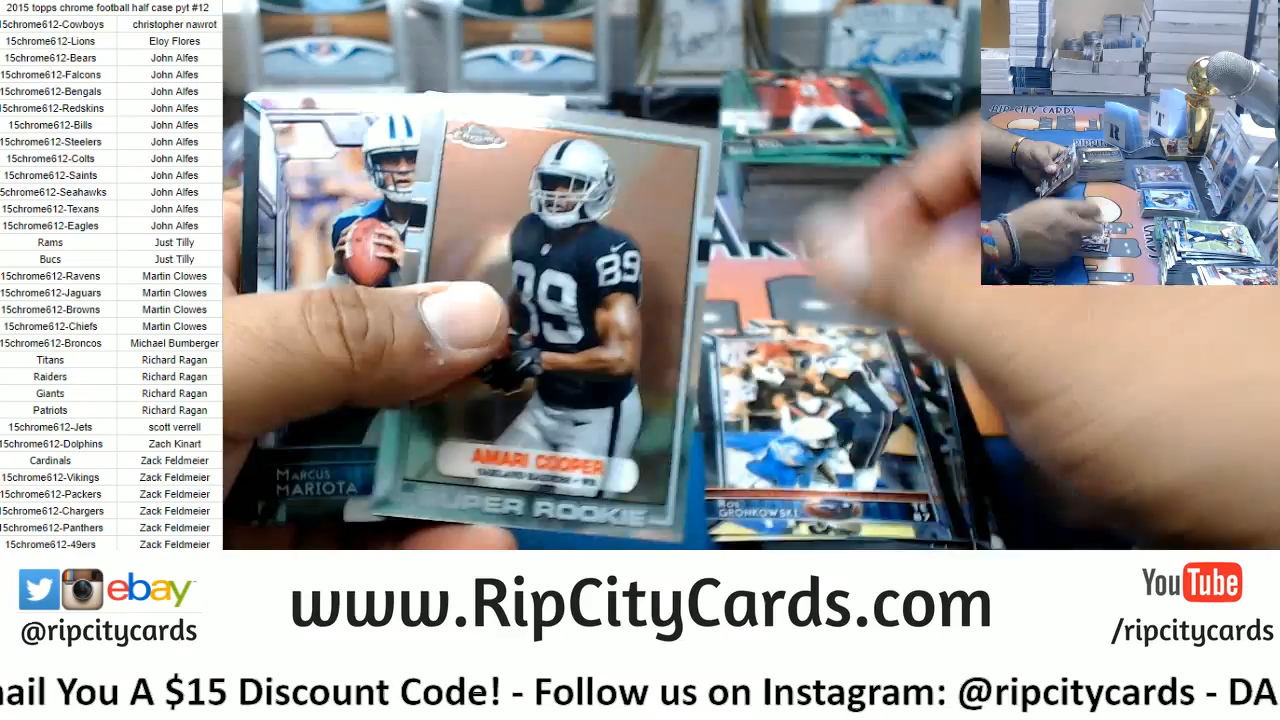 2015 topps chrome football half case pyt #12
15chrome612-Cowboys christopher nawrot
15chrome612-Lions Eloy Flores
15chrome612-Bears John Alfes
15chrome612-Falcons John Alfes
15chrome612-Bengals John Alfes
15chrome612-Redskins John Alfes
15chrome612-Bills John Alfes
15chrome612-Steelers John Alfes
15chrome612-Colts John Alfes
15chrome612-Saints John Alfes
5chrome612-Seahawks John Alfes
15chrome612-Texans John Alfes
15chrome612-Eagles John Alfes
Rams Just Tilly
Bucs Just Tilly
15chrome612-Ravens Martin Clowes
15chrome612-Jaguars Martin Clowes
15chrome612-Browns Martin Clowes
15chrome612-Chiefs Martin Clowes
15chrome612-Broncos Michael Bumberger
Titans Richard Ragan
Raiders Richard Ragan
Giants Richard Ragan
Patriots Richard Ragan
15chrome612-Jets scott verrell
15chrome612-Dolphins Zach Kinart
Cardinals Zack Feldmeier
15chrome612-Vikings Zack Feldmeier
15chrome612-Packers Zack Feldmeier
15chrome612-Chargers Zack Feldmeier
15chrome612-Panthers Zack Feldmeier
15chrome612-49ers Zack Feldmeier
Chrome
89
89
AMARI COOPER
OAKLAND RAIDERS - WR
SUPER ROOKIE
MARCUS
MARIOTA
ROB
GRONKOWSKI
RIP CITY CARDS
R
T
ebay
@ripcitycards
www.RipCityCards.com
YouTube
/ripcitycards
mail You A $15 Discount Code! - Follow us on Instagram: @ripcitycards - DA